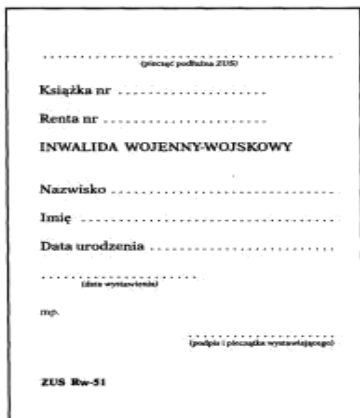 ..........................................
(pieczęć podłużna ZUS)
Książka nr ..............................
Renta nr .................................
INWALIDA WOJENNY-WOJSKOWY
Nazwisko .............................................
Imię ...................................................
Data urodzenia .....................................
...............................
(data wystawienia)
mp.
.............................
(podpis i pieczątka wystawiającego)
ZUS Rw-51